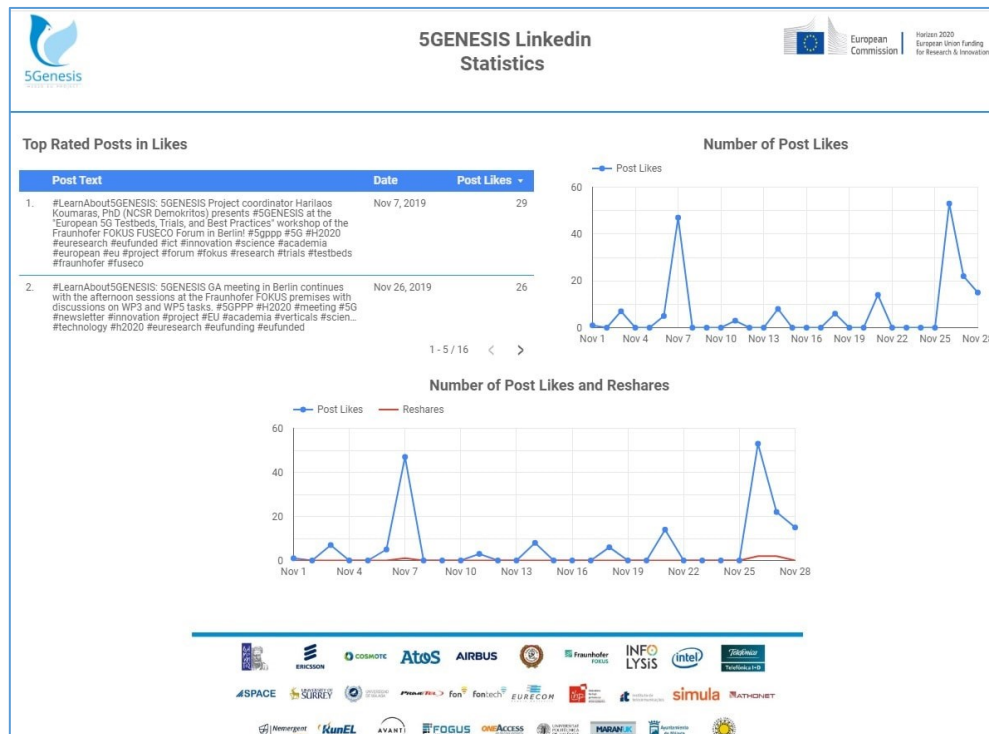 5GENESIS Linkedin
Statistics
5Genesis
European
Commission
Horizon 2020
European Union funding
for Research & Innovation
Top Rated Posts in Likes
Post Text Date Post Likes
1. #LearnAbout5GENESIS: 5GENESIS Project coordinator Harilaos Nov 7, 2019 29
Koumaras, PhD (NCSR Demokritos) presents #5GENESIS at the
"European 5G Testbeds, Trials, and Best Practices" workshop of the
Fraunhofer FOKUS FUSECO Forum in Berlin! #5gppp #5G #H2020
#euresearch #eufunded #ict #innovation #science #academia
#european #eu #project #forum #fokus #research #trials #testbeds
#fraunhofer #fuseco
2. #LearnAbout5GENESIS: 5GENESIS GA meeting in Berlin continues Nov 26, 2019 26
with the afternoon sessions at the Fraunhofer FOKUS premises with
discussions on WP3 and WP5 tasks. #5GPPP #H2020 #meeting #5G
#newsletter #innovation #project #EU #academia #verticals #scien...
#technology #h2020 #euresearch #eufunding #eufunded
1 - 5 / 16
Number of Post Likes
Post Likes
60
40
20
0
Nov 1 Nov 4 Nov 7 Nov 10 Nov 13 Nov 16 Nov 19 Nov 22 Nov 25 Nov 28
Number of Post Likes and Reshares
Post Likes Reshares
60
40
20
0
Nov 1 Nov 4 Nov 7 Nov 10 Nov 13 Nov 16 Nov 19 Nov 22 Nov 25 Nov 28
ERICSSON COSMOTE Atos AIRBUS Fraunhofer
FOKUS
INFO
LYSiS
intel
Telefónica
Telefónica I+D
SPACE UNIVERSITY OF
SURREY
PRIMETEL fon fontech EURECOM simula ATHONET
Nemergent RunEL AVANTI FOGUS ONEACCESS MARAN UK